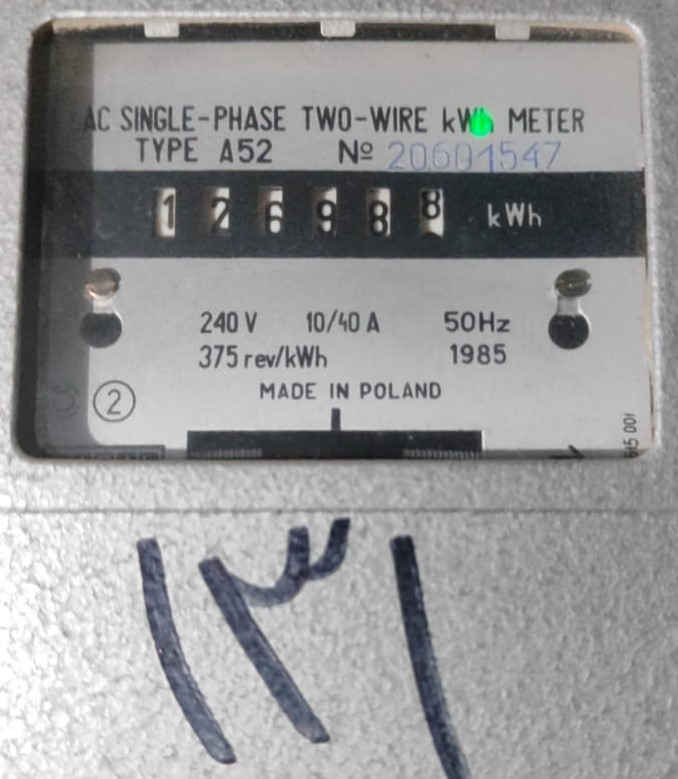 AC SINGLE-PHASE TWO-WIRE kWh METER
TYPE A52 Nº 20601547
126988 kWh
240 V 10/40 A 50Hz
375 rev/kWh 1985
2
MADE IN POLAND
۱۳۱